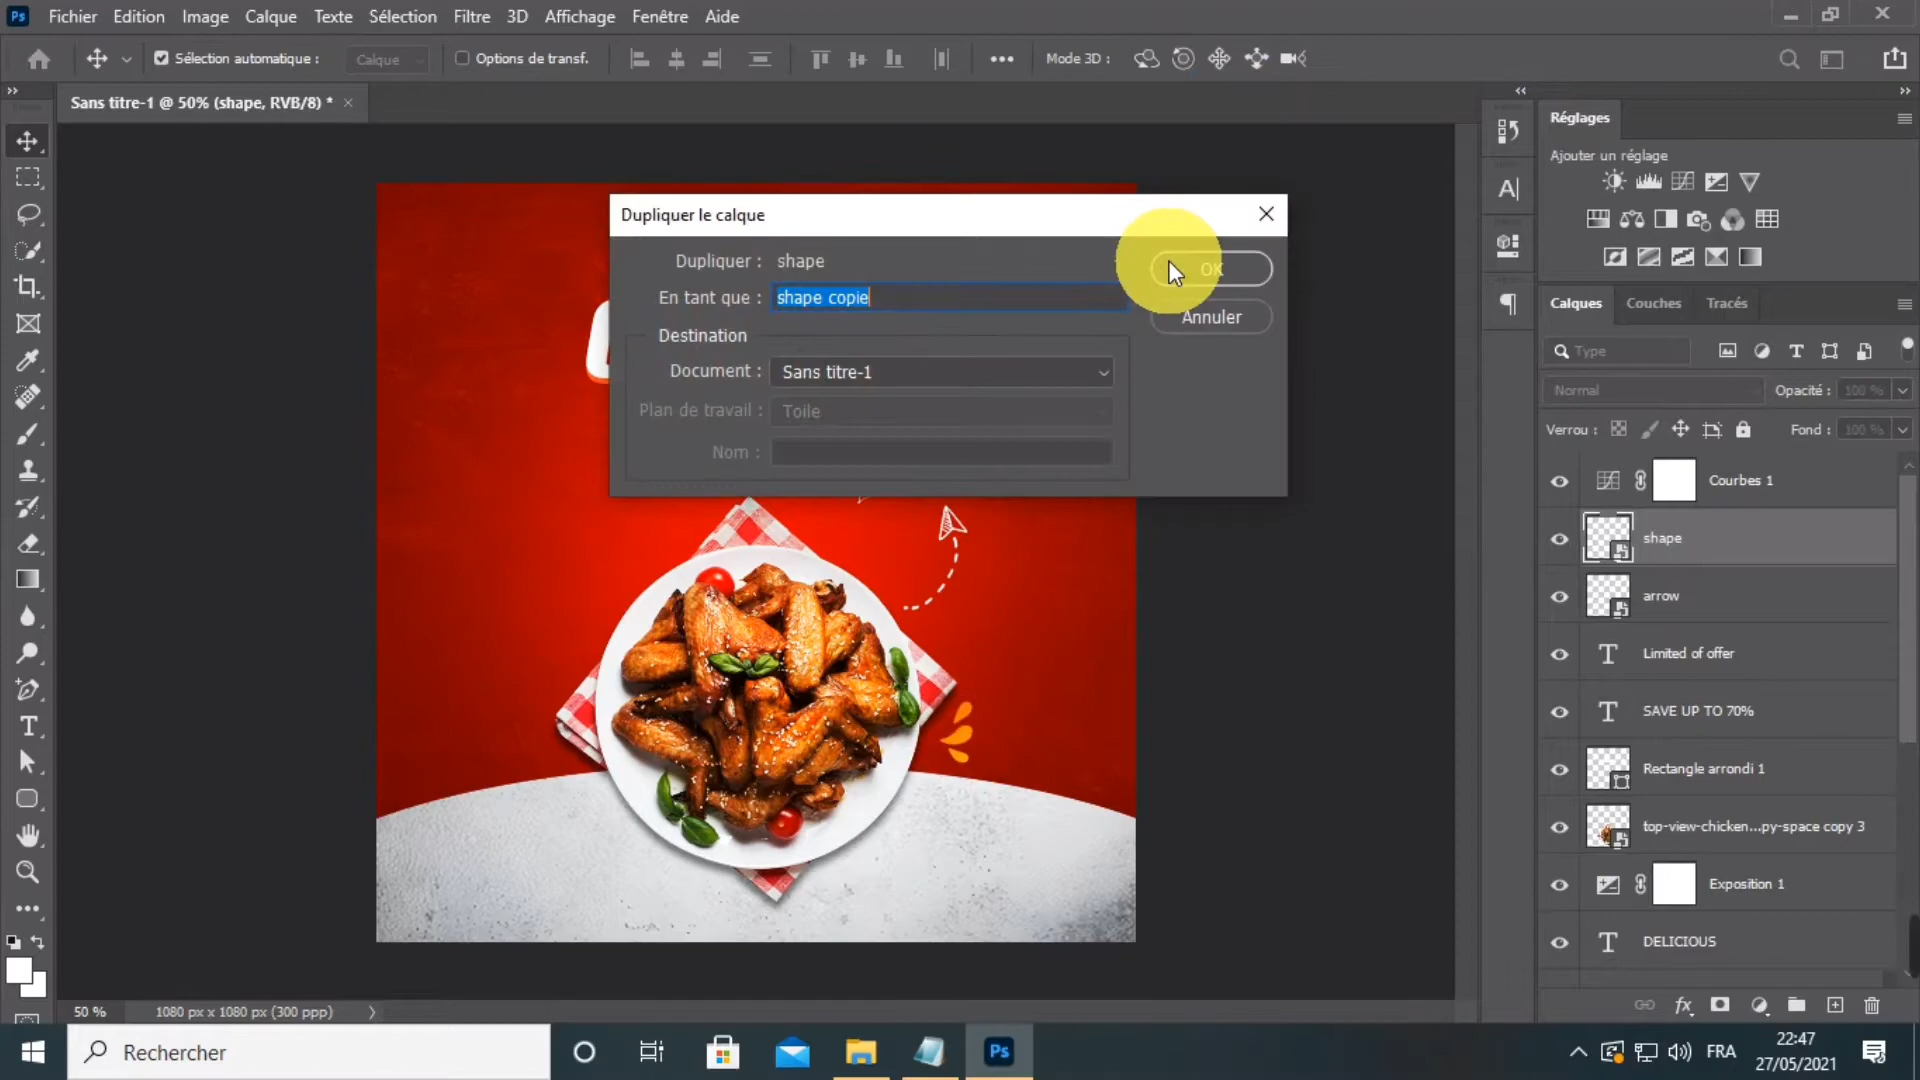 Ps Fichier Edition Image Calque Texte Sélection Filtre 3D Affichage Fenêtre Aide
Sélection automatique : Calque Options de transf. Mode 3D :
Sans titre-1 @ 50% (shape, RVB/8) *
Réglages
Ajouter un réglage
Dupliquer le calque
Dupliquer : shape
OK
En tant que : shape copie
Annuler
Destination
Document : Sans titre-1
Plan de travail : Toile
Nom :
Calques Couches Tracés
Type
Normal Opacité : 100 %
Verrou : Fond : 100 %
Courbes 1
shape
arrow
Limited of offer
SAVE UP TO 70%
Rectangle arrondi 1
top-view-chicken...py-space copy 3
Exposition 1
DELICIOUS
50 % 1080 px x 1080 px (300 ppp)
Rechercher
Ps
FRA
22:47
27/05/2021